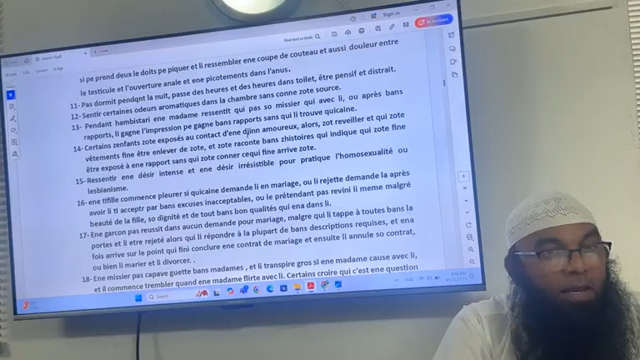 Sign in
si pe prend deux le doits pe piquer et li ressembler ene coupe de couteau et aussi douleur entre
le testicule et l'ouverture anale et ene picotements dans l'anus.
11- Pas dormit pendqnt la nuit, passe des heures et des heures dans toilet, être pensif et distrait.
12- Sentir certaines odeurs aromatiques dans la chambre sans conne zote source.
13- Pendant hambistari ene madame ressentit qui pas so missier qui avec li, ou après bans
rapports, li gagne l'impression pe gagne bans rapports sans qui li trouve quicaine.
14- Certains zenfants zote exposés au contact d'ene djinn amoureux, alors, zot reveiller et qui zote
vêtements fine être enlever de zote, et zote raconte bans zhistoires qui indique qui zote fine
être exposé à ene rapport sans qui zote conner cequi fine arrive zote.
15- Ressentir ene désir intense et ene désir irrésistible pour pratique l'homosexualité ou
lesbianisme.
16- ene tifille commence pleurer si quicaine demande li en mariage, ou li rejette demande la après
avoir li ti acceptr par bans excuses inacceptables, ou le prétendant pas revini li meme malgré
beauté de la fille, so dignité et de tout bans bon qualités qui ena dans li.
17- Ene garcon pas reussit dans aucun demande pour mariage, malgre qui li tappe à toutes bans la
portes et li etre rejeté alors qui li répondre à la plupart de bans descriptions requises, et ena
fois arrive sur le point qui fini conclure ene contrat de mariage et ensuite li annule so contrat,
ou bien li marier et li divorcer.
18- Ene missier pas capave guette bans madames, et li transpire gros si ene madame cause avec li,
et il commence trembler quand ene madame flirte avec li. Certains croire qui c'est ene question
Search